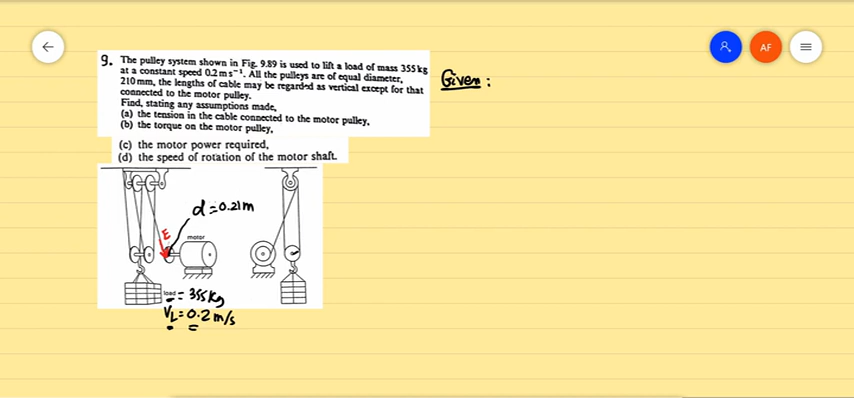 9. The pulley system shown in Fig. 9.89 is used to lift a load of mass 355 kg
at a constant speed 0.2 m s⁻¹. All the pulleys are of equal diameter,
210 mm, the lengths of cable may be regarded as vertical except for that
connected to the motor pulley.
Find, stating any assumptions made,
(a) the tension in the cable connected to the motor pulley,
(b) the torque on the motor pulley,
(c) the motor power required,
(d) the speed of rotation of the motor shaft.
Given :
AF
d = 0.21m
E
motor
load = 355kg
VL = 0.2 m/s